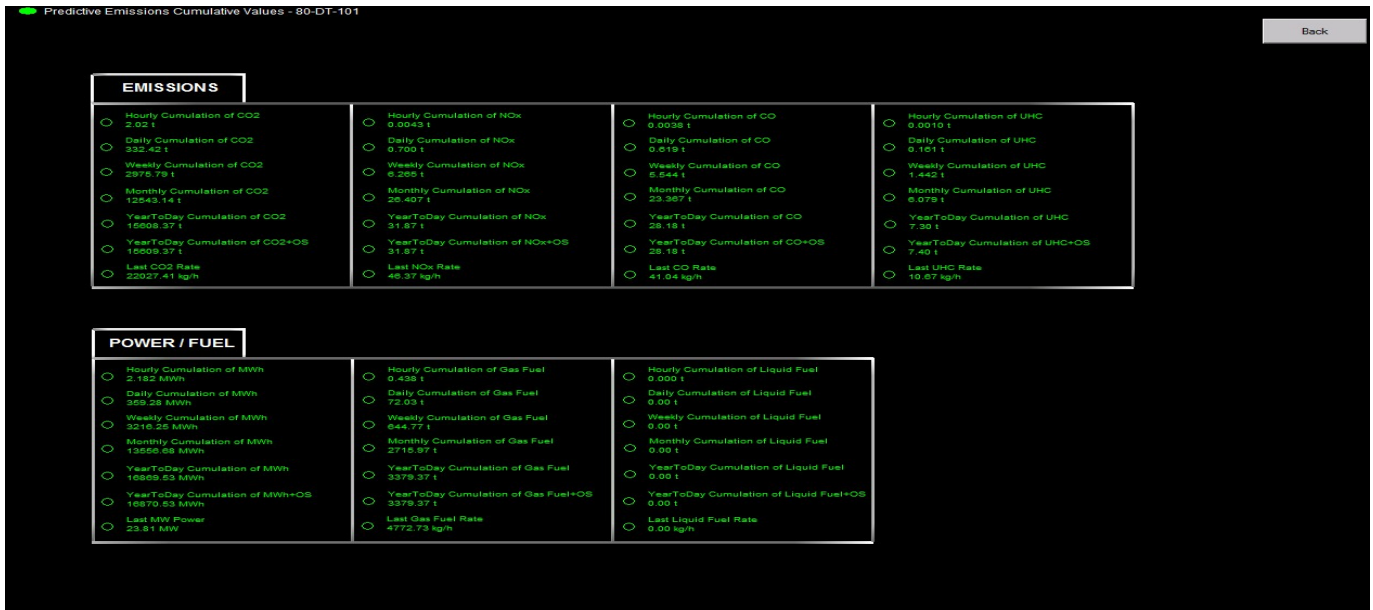 Predictive Emissions Cumulative Values - 80-DT-101
Back
EMISSIONS
Hourly Cumulation of CO2
2.02 t
Daily Cumulation of CO2
332.42 t
Weekly Cumulation of CO2
2975.79 t
Monthly Cumulation of CO2
12543.14 t
YearToDay Cumulation of CO2
15608.37 t
YearToDay Cumulation of CO2+OS
15609.37 t
Last CO2 Rate
22027.41 kg/h
Hourly Cumulation of NOx
0.0043 t
Daily Cumulation of NOx
0.700 t
Weekly Cumulation of NOx
6.265 t
Monthly Cumulation of NOx
26.407 t
YearToDay Cumulation of NOx
31.87 t
YearToDay Cumulation of NOx+OS
31.87 t
Last NOx Rate
46.37 kg/h
Hourly Cumulation of CO
0.0038 t
Daily Cumulation of CO
0.619 t
Weekly Cumulation of CO
5.544 t
Monthly Cumulation of CO
23.367 t
YearToDay Cumulation of CO
28.18 t
YearToDay Cumulation of CO+OS
28.18 t
Last CO Rate
41.04 kg/h
Hourly Cumulation of UHC
0.0010 t
Daily Cumulation of UHC
0.161 t
Weekly Cumulation of UHC
1.442 t
Monthly Cumulation of UHC
6.079 t
YearToDay Cumulation of UHC
7.30 t
YearToDay Cumulation of UHC+OS
7.40 t
Last UHC Rate
10.67 kg/h
POWER / FUEL
Hourly Cumulation of MWh
2.182 MWh
Daily Cumulation of MWh
359.28 MWh
Weekly Cumulation of MWh
3216.25 MWh
Monthly Cumulation of MWh
13556.68 MWh
YearToDay Cumulation of MWh
16869.53 MWh
YearToDay Cumulation of MWh+OS
16870.53 MWh
Last MW Power
23.81 MW
Hourly Cumulation of Gas Fuel
0.438 t
Daily Cumulation of Gas Fuel
72.03 t
Weekly Cumulation of Gas Fuel
644.77 t
Monthly Cumulation of Gas Fuel
2715.97 t
YearToDay Cumulation of Gas Fuel
3379.37 t
YearToDay Cumulation of Gas Fuel+OS
3379.37 t
Last Gas Fuel Rate
4772.73 kg/h
Hourly Cumulation of Liquid Fuel
0.000 t
Daily Cumulation of Liquid Fuel
0.00 t
Weekly Cumulation of Liquid Fuel
0.00 t
Monthly Cumulation of Liquid Fuel
0.00 t
YearToDay Cumulation of Liquid Fuel
0.00 t
YearToDay Cumulation of Liquid Fuel+OS
0.00 t
Last Liquid Fuel Rate
0.00 kg/h